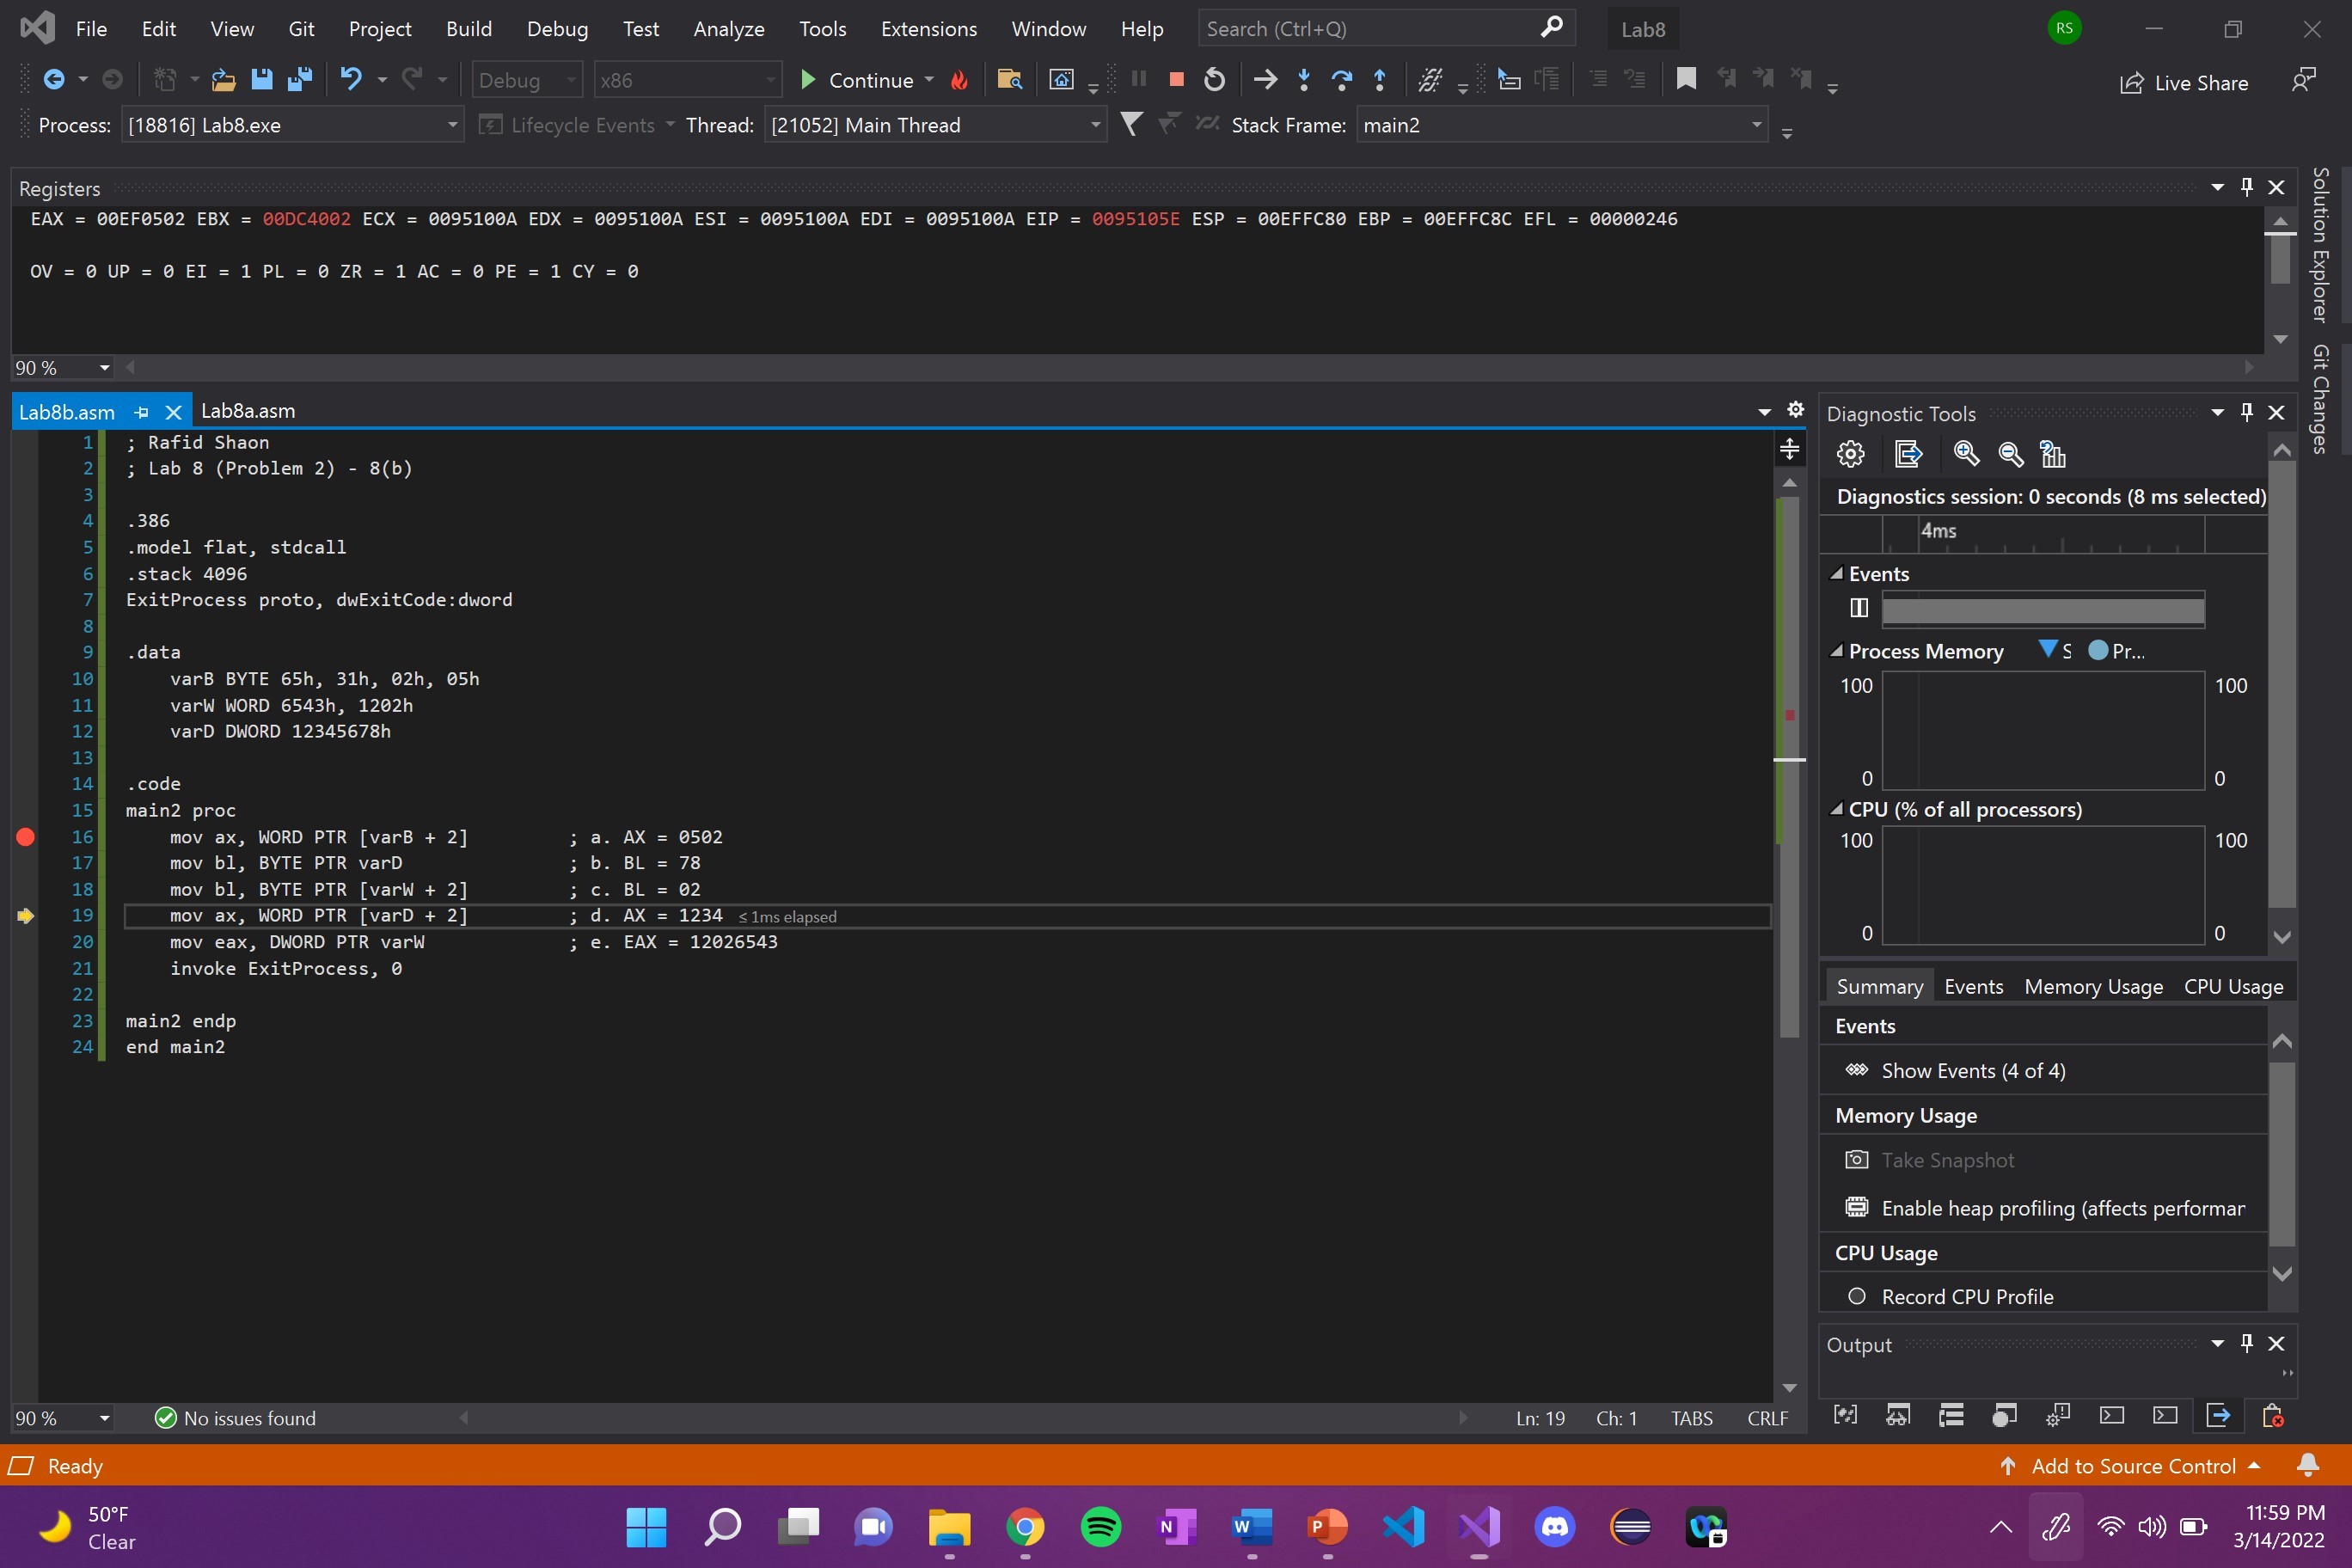 File Edit View Git Project Build Debug Test Analyze Tools Extensions Window Help Search (Ctrl+Q) Lab8 RS
Debug x86 Continue Live Share
Process: [18816] Lab8.exe Lifecycle Events Thread: [21052] Main Thread Stack Frame: main2
Registers
EAX = 00EF0502 EBX = 00DC4002 ECX = 0095100A EDX = 0095100A ESI = 0095100A EDI = 0095100A EIP = 0095105E ESP = 00EFFC80 EBP = 00EFFC8C EFL = 00000246
OV = 0 UP = 0 EI = 1 PL = 0 ZR = 1 AC = 0 PE = 1 CY = 0
90 %
Solution Explorer
Git Changes
Lab8b.asm Lab8a.asm
1 ; Rafid Shaon
2 ; Lab 8 (Problem 2) - 8(b)
3
4 .386
5 .model flat, stdcall
6 .stack 4096
7 ExitProcess proto, dwExitCode:dword
8
9 .data
10 varB BYTE 65h, 31h, 02h, 05h
11 varW WORD 6543h, 1202h
12 varD DWORD 12345678h
13
14 .code
15 main2 proc
16 mov ax, WORD PTR [varB + 2] ; a. AX = 0502
17 mov bl, BYTE PTR varD ; b. BL = 78
18 mov bl, BYTE PTR [varW + 2] ; c. BL = 02
19 mov ax, WORD PTR [varD + 2] ; d. AX = 1234 ≤ 1ms elapsed
20 mov eax, DWORD PTR varW ; e. EAX = 12026543
21 invoke ExitProcess, 0
22
23 main2 endp
24 end main2
90 % No issues found Ln: 19 Ch: 1 TABS CRLF
Diagnostic Tools
Diagnostics session: 0 seconds (8 ms selected)
4ms
Events
Process Memory S Pr...
100 100
0 0
CPU (% of all processors)
100 100
0 0
Summary Events Memory Usage CPU Usage
Events
Show Events (4 of 4)
Memory Usage
Take Snapshot
Enable heap profiling (affects performar
CPU Usage
Record CPU Profile
Output
Ready Add to Source Control
50°F
Clear
11:59 PM
3/14/2022